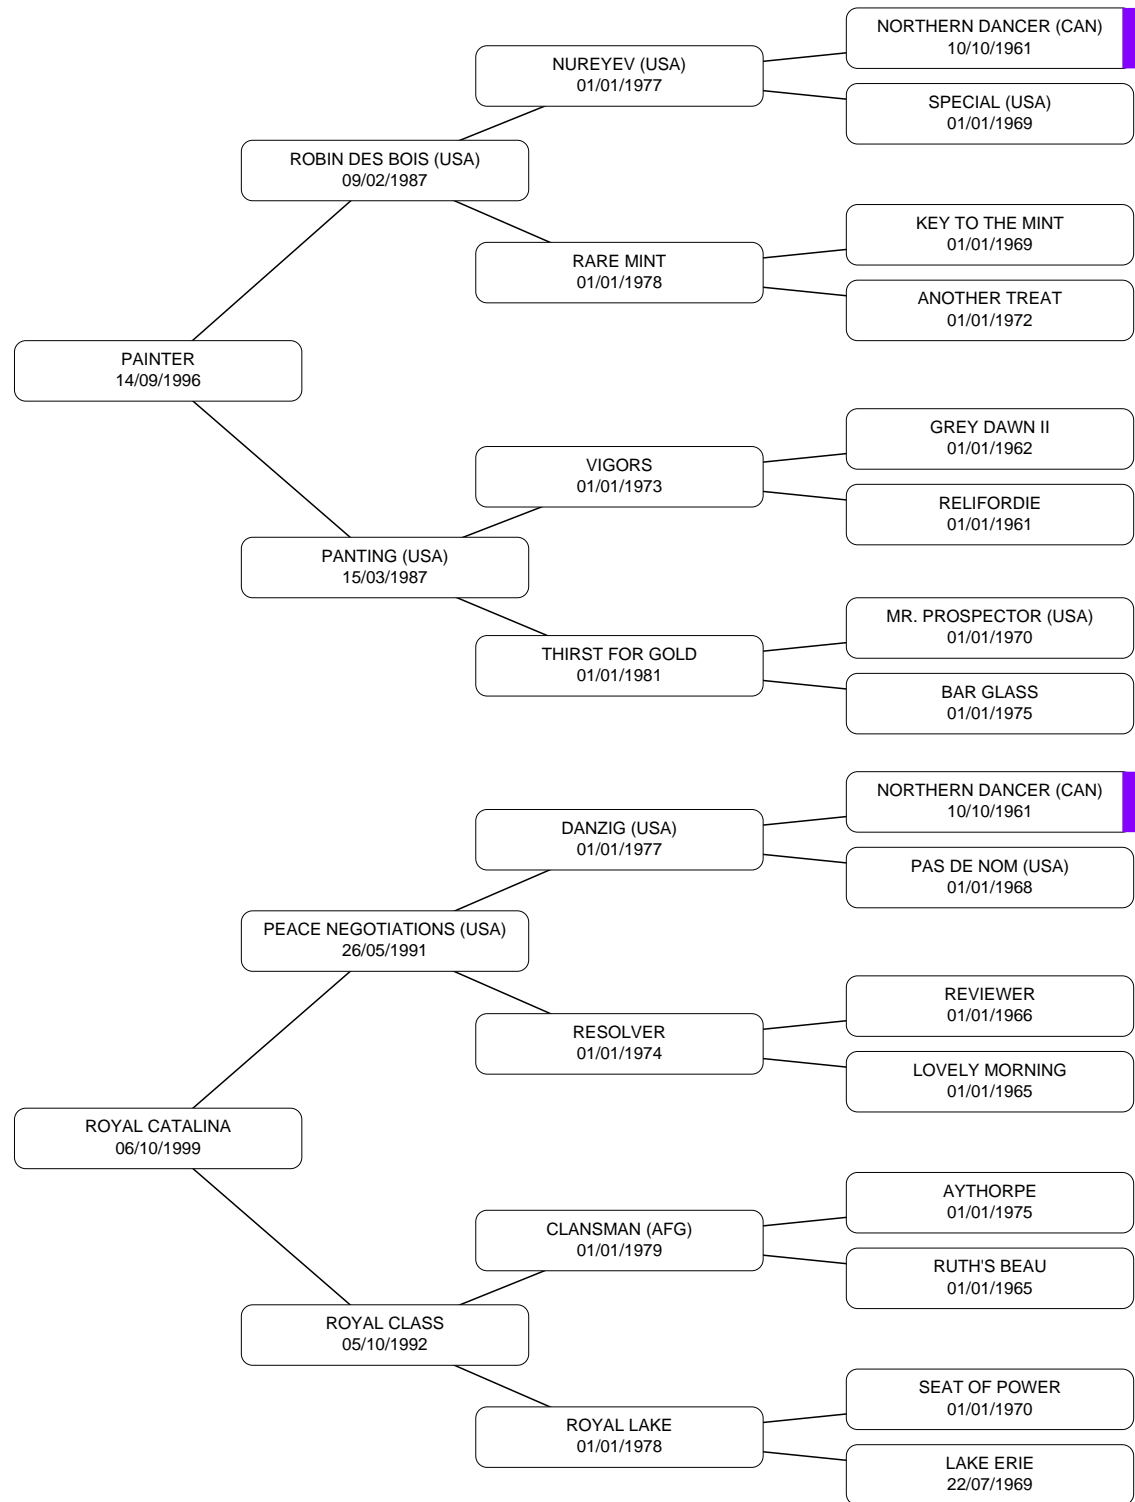 NORTHERN DANCER (CAN)
10/10/1961
NUREYEV (USA)
01/01/1977
SPECIAL (USA)
01/01/1969
ROBIN DES BOIS (USA)
09/02/1987
KEY TO THE MINT
01/01/1969
RARE MINT
01/01/1978
ANOTHER TREAT
01/01/1972
PAINTER
14/09/1996
GREY DAWN II
01/01/1962
VIGORS
01/01/1973
RELIFORDIE
01/01/1961
PANTING (USA)
15/03/1987
MR. PROSPECTOR (USA)
01/01/1970
THIRST FOR GOLD
01/01/1981
BAR GLASS
01/01/1975
NORTHERN DANCER (CAN)
10/10/1961
DANZIG (USA)
01/01/1977
PAS DE NOM (USA)
01/01/1968
PEACE NEGOTIATIONS (USA)
26/05/1991
REVIEWER
01/01/1966
RESOLVER
01/01/1974
LOVELY MORNING
01/01/1965
ROYAL CATALINA
06/10/1999
AYTHORPE
01/01/1975
CLANSMAN (AFG)
01/01/1979
RUTH'S BEAU
01/01/1965
ROYAL CLASS
05/10/1992
SEAT OF POWER
01/01/1970
ROYAL LAKE
01/01/1978
LAKE ERIE
22/07/1969